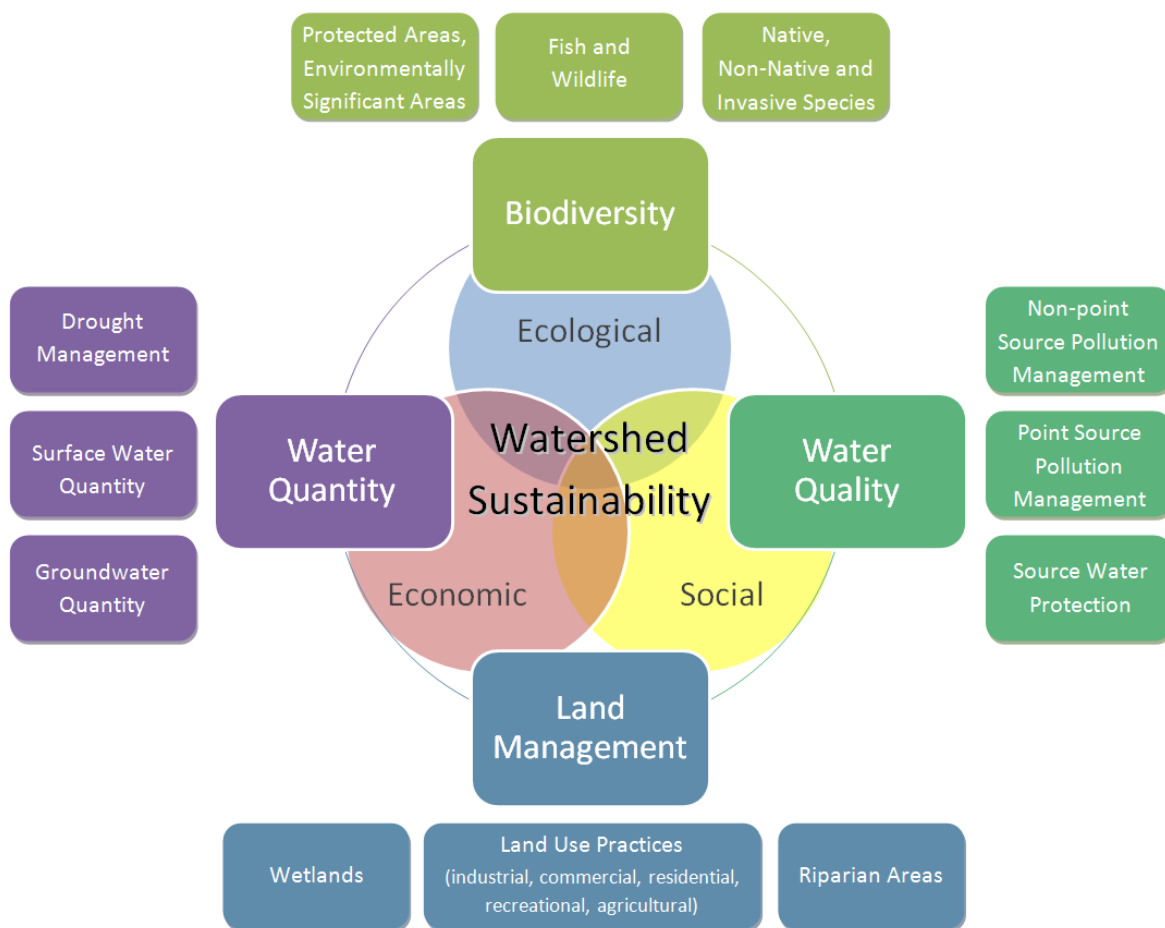 Protected Areas,
Environmentally
Significant Areas
Fish and
Wildlife
Native,
Non-Native and
Invasive Species
Biodiversity
Ecological
Drought
Management
Surface Water
Quantity
Groundwater
Quantity
Water
Quantity
Watershed
Sustainability
Water
Quality
Non-point
Source Pollution
Management
Point Source
Pollution
Management
Source Water
Protection
Economic
Social
Land
Management
Wetlands
Land Use Practices
(industrial, commercial, residential,
recreational, agricultural)
Riparian Areas